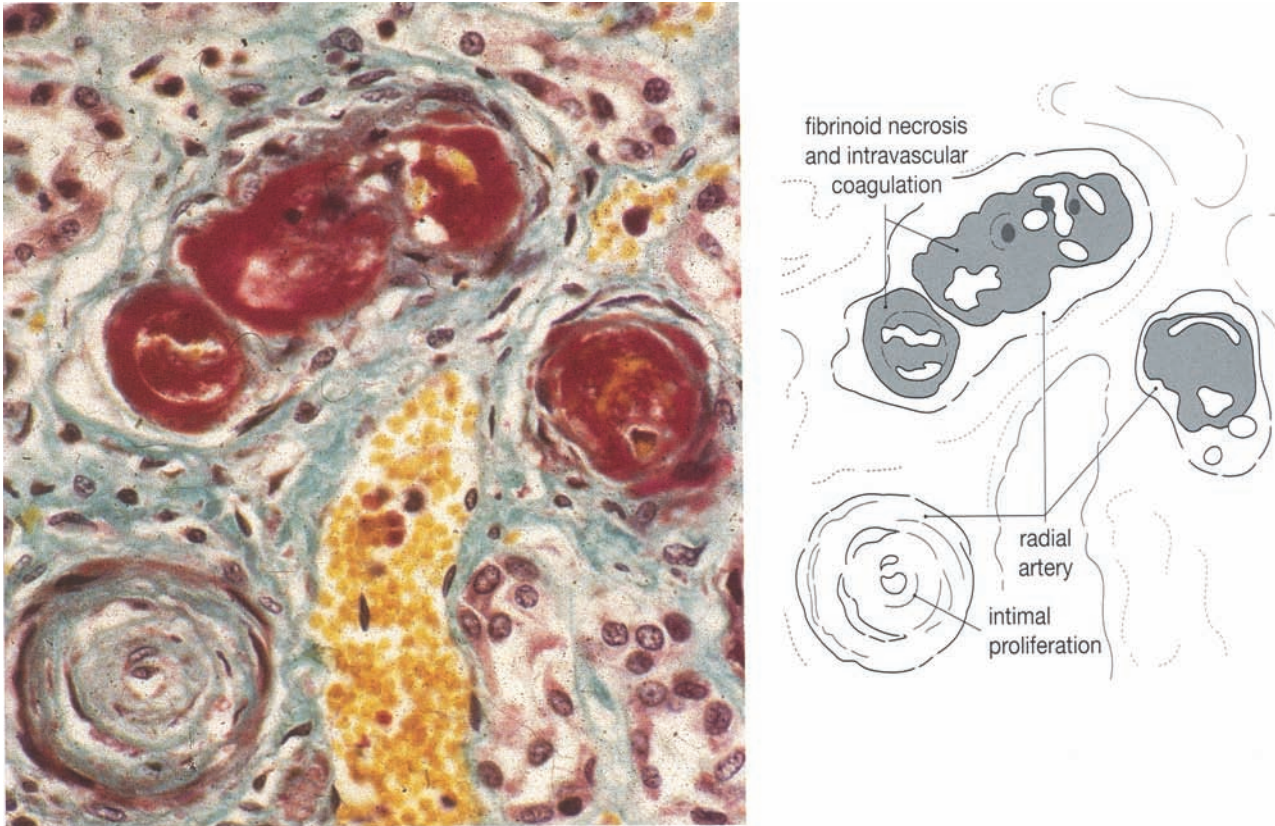 fibrinoid necrosis
and intravascular
coagulation
radial
artery
intimal
proliferation